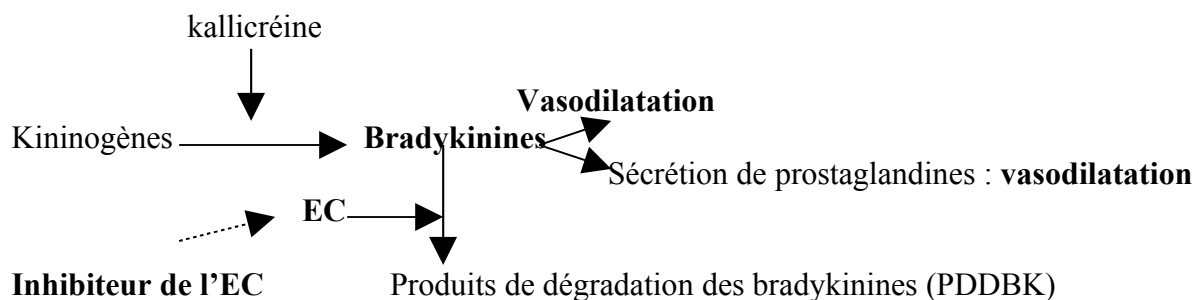 kallicréine
Vasodilatation
Kininogènes Bradykinines
Sécrétion de prostaglandines : vasodilatation
EC
Inhibiteur de l’EC Produits de dégradation des bradykinines (PDDBK)